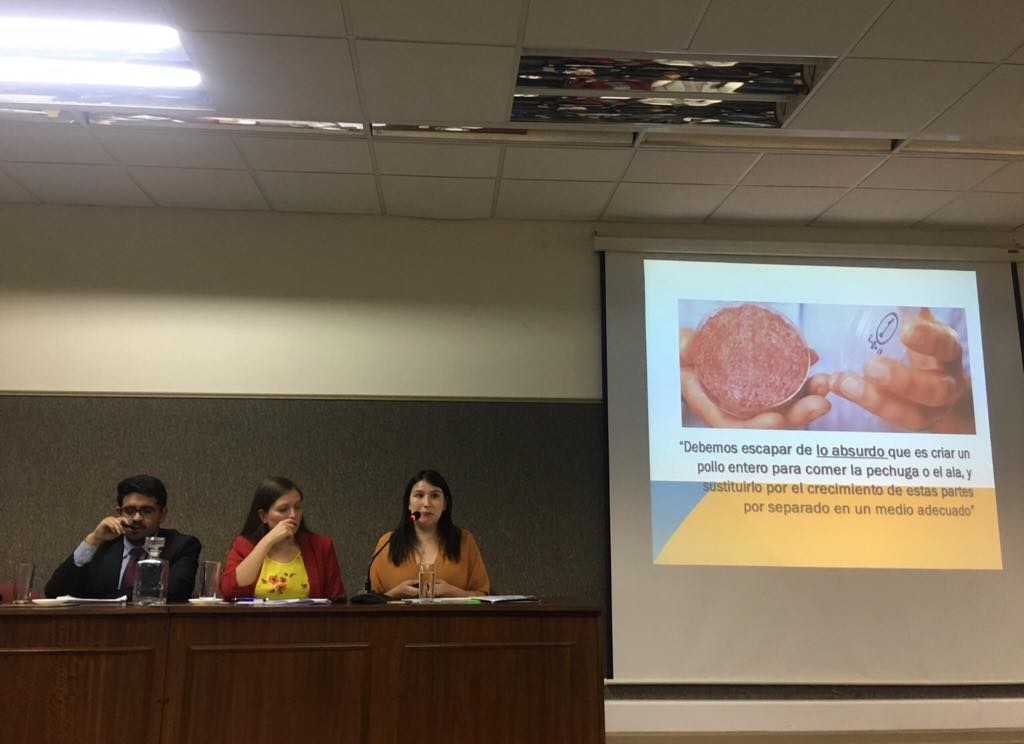 “Debemos escapar de lo absurdo que es criar un
pollo entero para comer la pechuga o el ala, y
sustituirlo por el crecimiento de estas partes
por separado en un medio adecuado”